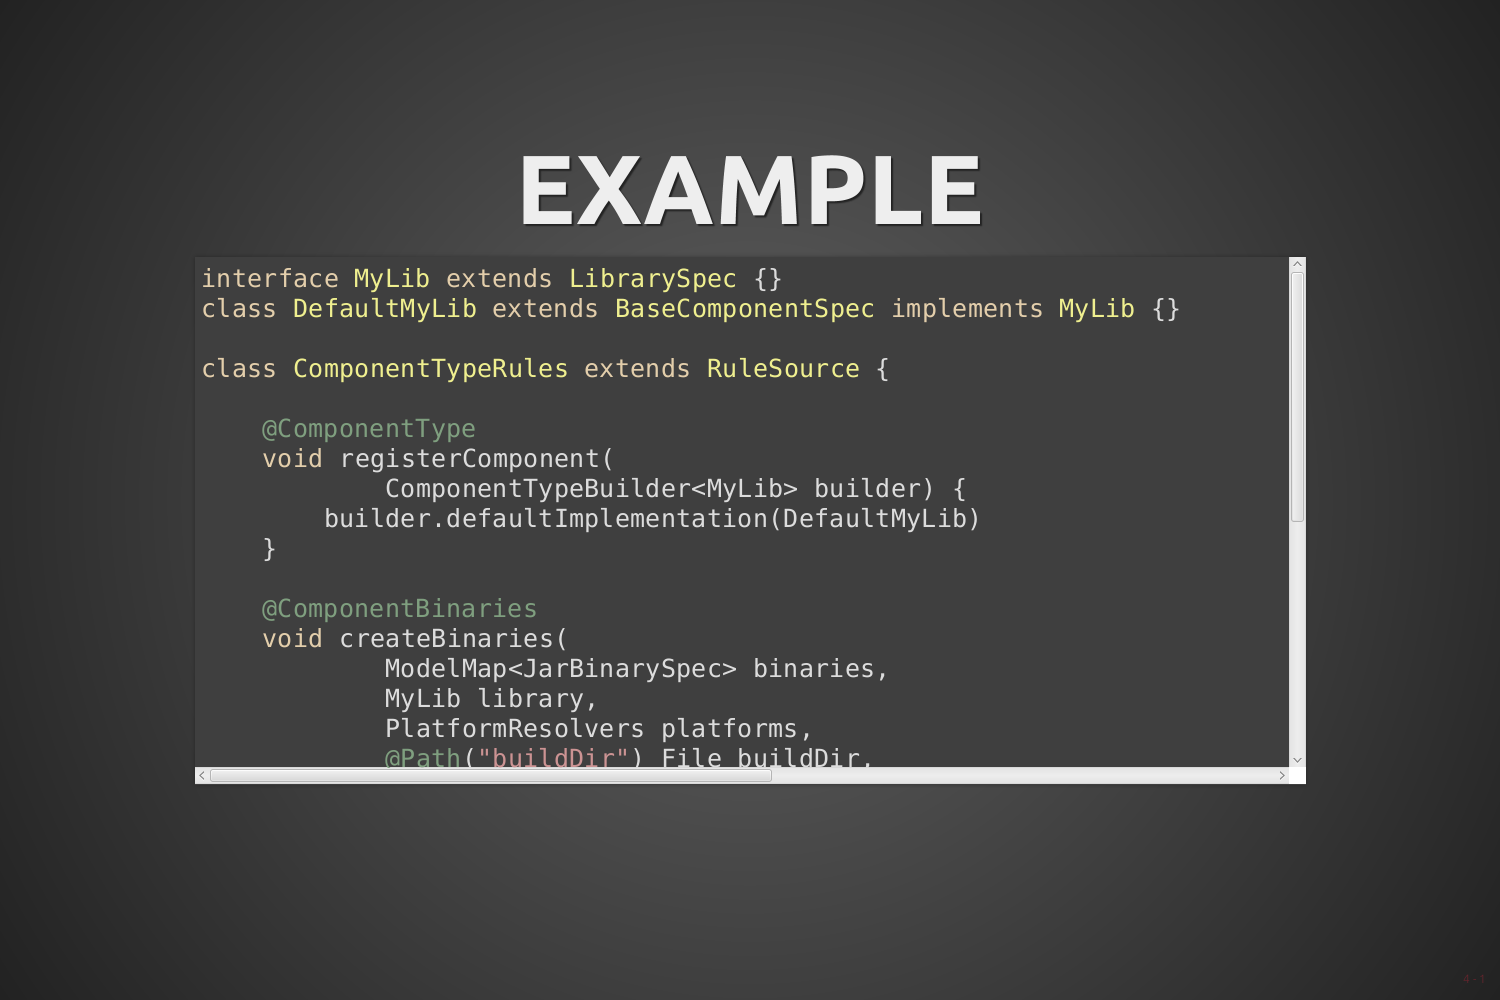 EXAMPLE
interface MyLib extends LibrarySpec {}
class DefaultMyLib extends BaseComponentSpec implements MyLib {}
class ComponentTypeRules extends RuleSource {
@ComponentType
void registerComponent(
ComponentTypeBuilder<MyLib> builder) {
builder.defaultImplementation(DefaultMyLib)
}
@ComponentBinaries
void createBinaries(
ModelMap<JarBinarySpec> binaries,
MyLib library,
PlatformResolvers platforms,
@Path("buildDir") File buildDir,
4-1